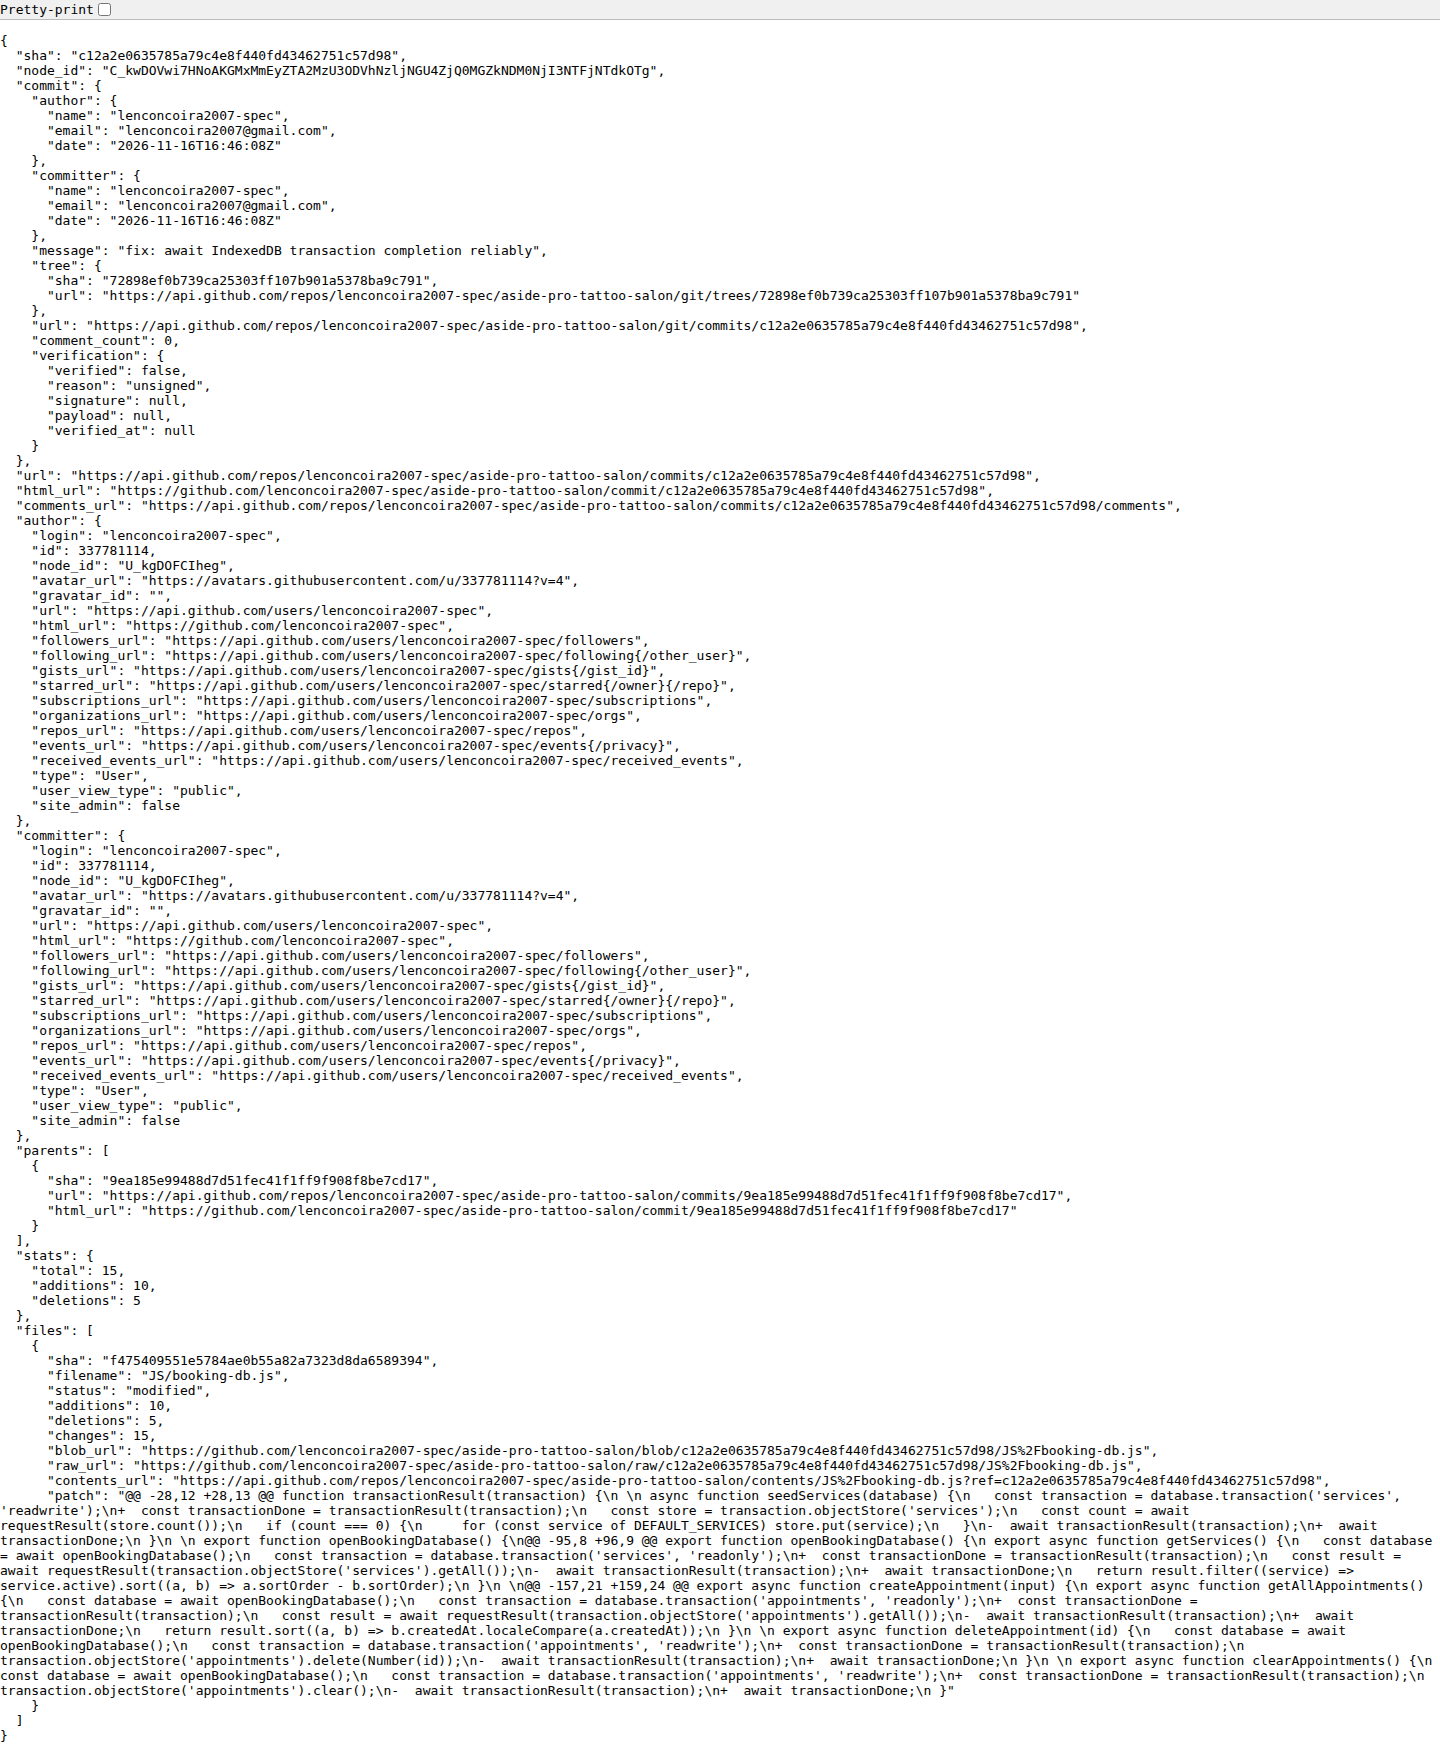 Pretty-print
{
  "sha": "c12a2e0635785a79c4e8f440fd43462751c57d98",
  "node_id": "C_kwDOVwi7HNoAKGMxMmEyZTA2MzU3ODVhNzljNGU4ZjQ0MGZkNDM0NjI3NTFjNTdkOTg",
  "commit": {
    "author": {
      "name": "lenconcoira2007-spec",
      "email": "lenconcoira2007@gmail.com",
      "date": "2026-11-16T16:46:08Z"
    },
    "committer": {
      "name": "lenconcoira2007-spec",
      "email": "lenconcoira2007@gmail.com",
      "date": "2026-11-16T16:46:08Z"
    },
    "message": "fix: await IndexedDB transaction completion reliably",
    "tree": {
      "sha": "72898ef0b739ca25303ff107b901a5378ba9c791",
      "url": "https://api.github.com/repos/lenconcoira2007-spec/aside-pro-tattoo-salon/git/trees/72898ef0b739ca25303ff107b901a5378ba9c791"
    },
    "url": "https://api.github.com/repos/lenconcoira2007-spec/aside-pro-tattoo-salon/git/commits/c12a2e0635785a79c4e8f440fd43462751c57d98",
    "comment_count": 0,
    "verification": {
      "verified": false,
      "reason": "unsigned",
      "signature": null,
      "payload": null,
      "verified_at": null
    }
  },
  "url": "https://api.github.com/repos/lenconcoira2007-spec/aside-pro-tattoo-salon/commits/c12a2e0635785a79c4e8f440fd43462751c57d98",
  "html_url": "https://github.com/lenconcoira2007-spec/aside-pro-tattoo-salon/commit/c12a2e0635785a79c4e8f440fd43462751c57d98",
  "comments_url": "https://api.github.com/repos/lenconcoira2007-spec/aside-pro-tattoo-salon/commits/c12a2e0635785a79c4e8f440fd43462751c57d98/comments",
  "author": {
    "login": "lenconcoira2007-spec",
    "id": 337781114,
    "node_id": "U_kgDOFCIheg",
    "avatar_url": "https://avatars.githubusercontent.com/u/337781114?v=4",
    "gravatar_id": "",
    "url": "https://api.github.com/users/lenconcoira2007-spec",
    "html_url": "https://github.com/lenconcoira2007-spec",
    "followers_url": "https://api.github.com/users/lenconcoira2007-spec/followers",
    "following_url": "https://api.github.com/users/lenconcoira2007-spec/following{/other_user}",
    "gists_url": "https://api.github.com/users/lenconcoira2007-spec/gists{/gist_id}",
    "starred_url": "https://api.github.com/users/lenconcoira2007-spec/starred{/owner}{/repo}",
    "subscriptions_url": "https://api.github.com/users/lenconcoira2007-spec/subscriptions",
    "organizations_url": "https://api.github.com/users/lenconcoira2007-spec/orgs",
    "repos_url": "https://api.github.com/users/lenconcoira2007-spec/repos",
    "events_url": "https://api.github.com/users/lenconcoira2007-spec/events{/privacy}",
    "received_events_url": "https://api.github.com/users/lenconcoira2007-spec/received_events",
    "type": "User",
    "user_view_type": "public",
    "site_admin": false
  },
  "committer": {
    "login": "lenconcoira2007-spec",
    "id": 337781114,
    "node_id": "U_kgDOFCIheg",
    "avatar_url": "https://avatars.githubusercontent.com/u/337781114?v=4",
    "gravatar_id": "",
    "url": "https://api.github.com/users/lenconcoira2007-spec",
    "html_url": "https://github.com/lenconcoira2007-spec",
    "followers_url": "https://api.github.com/users/lenconcoira2007-spec/followers",
    "following_url": "https://api.github.com/users/lenconcoira2007-spec/following{/other_user}",
    "gists_url": "https://api.github.com/users/lenconcoira2007-spec/gists{/gist_id}",
    "starred_url": "https://api.github.com/users/lenconcoira2007-spec/starred{/owner}{/repo}",
    "subscriptions_url": "https://api.github.com/users/lenconcoira2007-spec/subscriptions",
    "organizations_url": "https://api.github.com/users/lenconcoira2007-spec/orgs",
    "repos_url": "https://api.github.com/users/lenconcoira2007-spec/repos",
    "events_url": "https://api.github.com/users/lenconcoira2007-spec/events{/privacy}",
    "received_events_url": "https://api.github.com/users/lenconcoira2007-spec/received_events",
    "type": "User",
    "user_view_type": "public",
    "site_admin": false
  },
  "parents": [
    {
      "sha": "9ea185e99488d7d51fec41f1ff9f908f8be7cd17",
      "url": "https://api.github.com/repos/lenconcoira2007-spec/aside-pro-tattoo-salon/commits/9ea185e99488d7d51fec41f1ff9f908f8be7cd17",
      "html_url": "https://github.com/lenconcoira2007-spec/aside-pro-tattoo-salon/commit/9ea185e99488d7d51fec41f1ff9f908f8be7cd17"
    }
  ],
  "stats": {
    "total": 15,
    "additions": 10,
    "deletions": 5
  },
  "files": [
    {
      "sha": "f475409551e5784ae0b55a82a7323d8da6589394",
      "filename": "JS/booking-db.js",
      "status": "modified",
      "additions": 10,
      "deletions": 5,
      "changes": 15,
      "blob_url": "https://github.com/lenconcoira2007-spec/aside-pro-tattoo-salon/blob/c12a2e0635785a79c4e8f440fd43462751c57d98/JS%2Fbooking-db.js",
      "raw_url": "https://github.com/lenconcoira2007-spec/aside-pro-tattoo-salon/raw/c12a2e0635785a79c4e8f440fd43462751c57d98/JS%2Fbooking-db.js",
      "contents_url": "https://api.github.com/repos/lenconcoira2007-spec/aside-pro-tattoo-salon/contents/JS%2Fbooking-db.js?ref=c12a2e0635785a79c4e8f440fd43462751c57d98",
      "patch": "@@ -28,12 +28,13 @@ function transactionResult(transaction) {\n \n async function seedServices(database) {\n   const transaction = database.transaction('services',
'readwrite');\n+  const transactionDone = transactionResult(transaction);\n   const store = transaction.objectStore('services');\n   const count = await
requestResult(store.count());\n   if (count === 0) {\n     for (const service of DEFAULT_SERVICES) store.put(service);\n   }\n-  await transactionResult(transaction);\n+  await
transactionDone;\n }\n \n export function openBookingDatabase() {\n@@ -95,8 +96,9 @@ export function openBookingDatabase() {\n export async function getServices() {\n   const database
= await openBookingDatabase();\n   const transaction = database.transaction('services', 'readonly');\n+  const transactionDone = transactionResult(transaction);\n   const result =
await requestResult(transaction.objectStore('services').getAll());\n-  await transactionResult(transaction);\n+  await transactionDone;\n   return result.filter((service) =>
service.active).sort((a, b) => a.sortOrder - b.sortOrder);\n }\n \n@@ -157,21 +159,24 @@ export async function createAppointment(input) {\n export async function getAllAppointments()
{\n   const database = await openBookingDatabase();\n   const transaction = database.transaction('appointments', 'readonly');\n+  const transactionDone =
transactionResult(transaction);\n   const result = await requestResult(transaction.objectStore('appointments').getAll());\n-  await transactionResult(transaction);\n+  await
transactionDone;\n   return result.sort((a, b) => b.createdAt.localeCompare(a.createdAt));\n }\n \n export async function deleteAppointment(id) {\n   const database = await
openBookingDatabase();\n   const transaction = database.transaction('appointments', 'readwrite');\n+  const transactionDone = transactionResult(transaction);\n
transaction.objectStore('appointments').delete(Number(id));\n-  await transactionResult(transaction);\n+  await transactionDone;\n }\n \n export async function clearAppointments() {\n
const database = await openBookingDatabase();\n   const transaction = database.transaction('appointments', 'readwrite');\n+  const transactionDone = transactionResult(transaction);\n
transaction.objectStore('appointments').clear();\n-  await transactionResult(transaction);\n+  await transactionDone;\n }"
    }
  ]
}